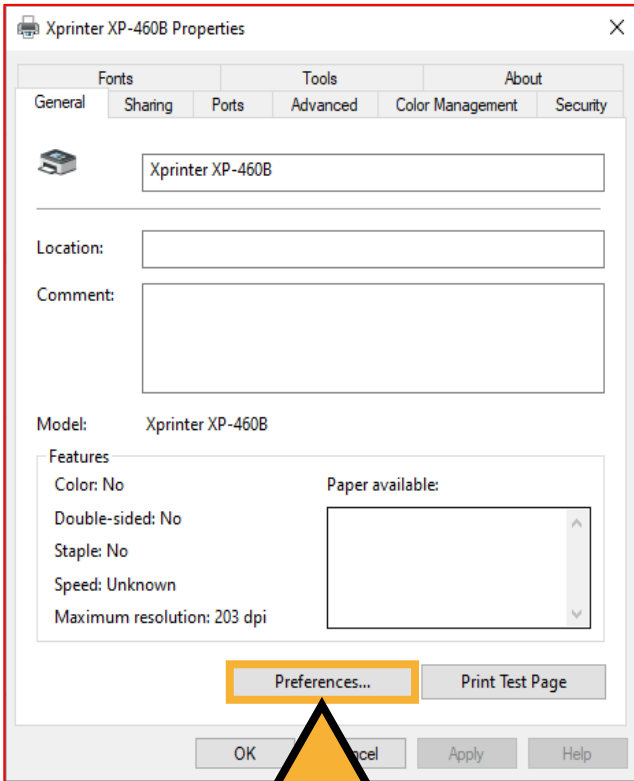 Xprinter XP-460B Properties
Fonts Tools About
General Sharing Ports Advanced Color Management Security
Xprinter XP-460B
Location:
Comment:
Model: Xprinter XP-460B
Features
Color: No
Paper available:
Double-sided: No
Staple: No
Speed: Unknown
Maximum resolution: 203 dpi
Preferences... Print Test Page
OK ncel Apply Help